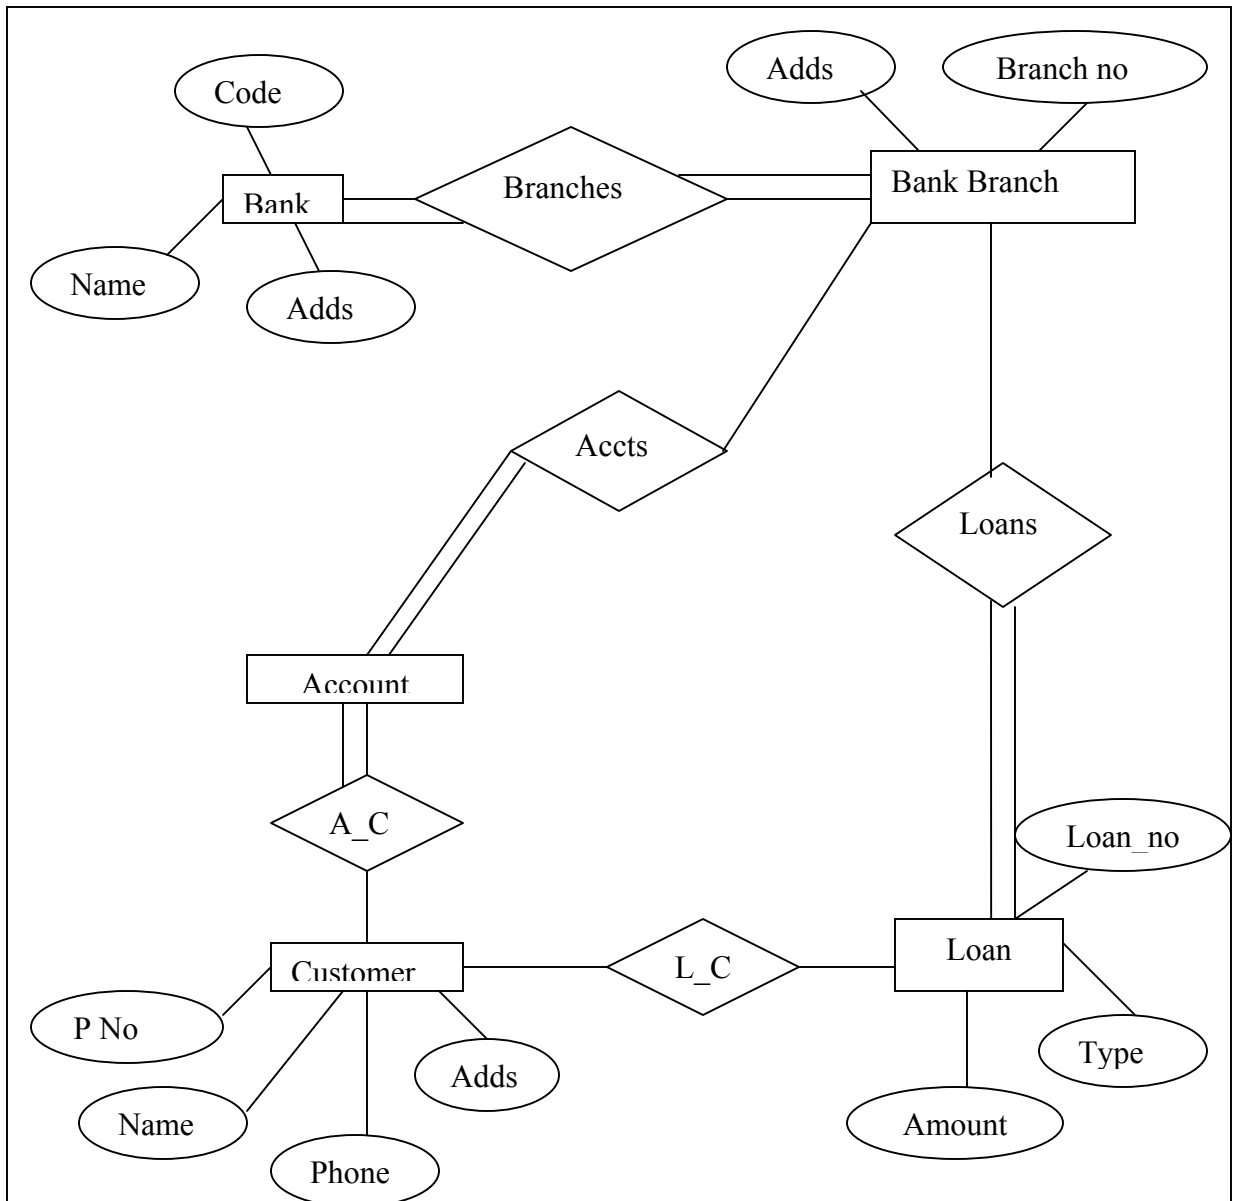 Adds
Branch no
Code
Bank Branch
Branches
Bank
Name
Adds
Accts
Loans
Account
A_C
Loan_no
Loan
L_C
Customer
P No
Type
Adds
Name
Amount
Phone